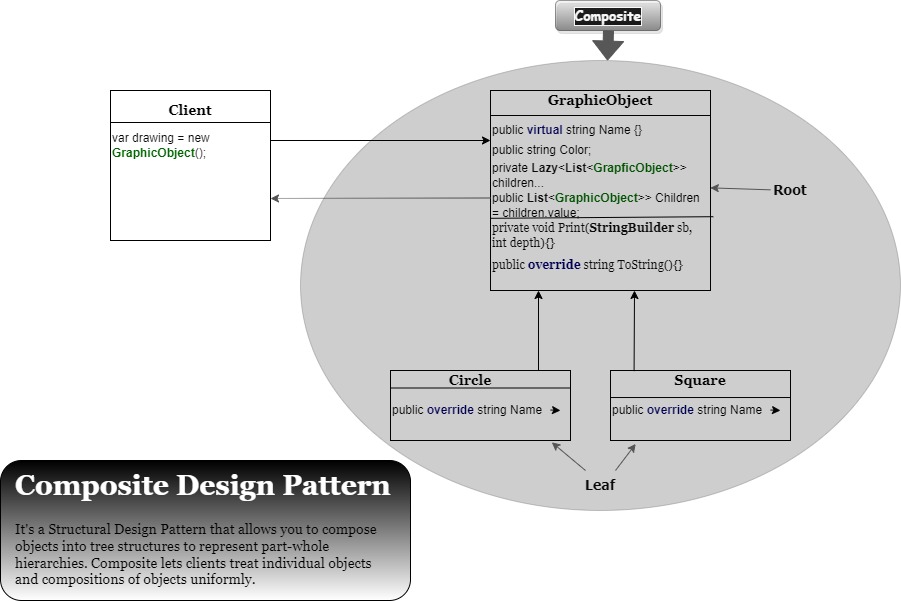 Composite
Client
var drawing = new
GraphicObject();
GraphicObject
public virtual string Name {}
public string Color;
private Lazy<List<GrapficObject>>
children...
public List<GraphicObject>> Children
= children.value;
private void Print(StringBuilder sb,
int depth){}
public override string ToString(){}
Root
Circle
public override string Name
Square
public override string Name
Leaf
Composite Design Pattern
It's a Structural Design Pattern that allows you to compose
objects into tree structures to represent part-whole
hierarchies. Composite lets clients treat individual objects
and compositions of objects uniformly.